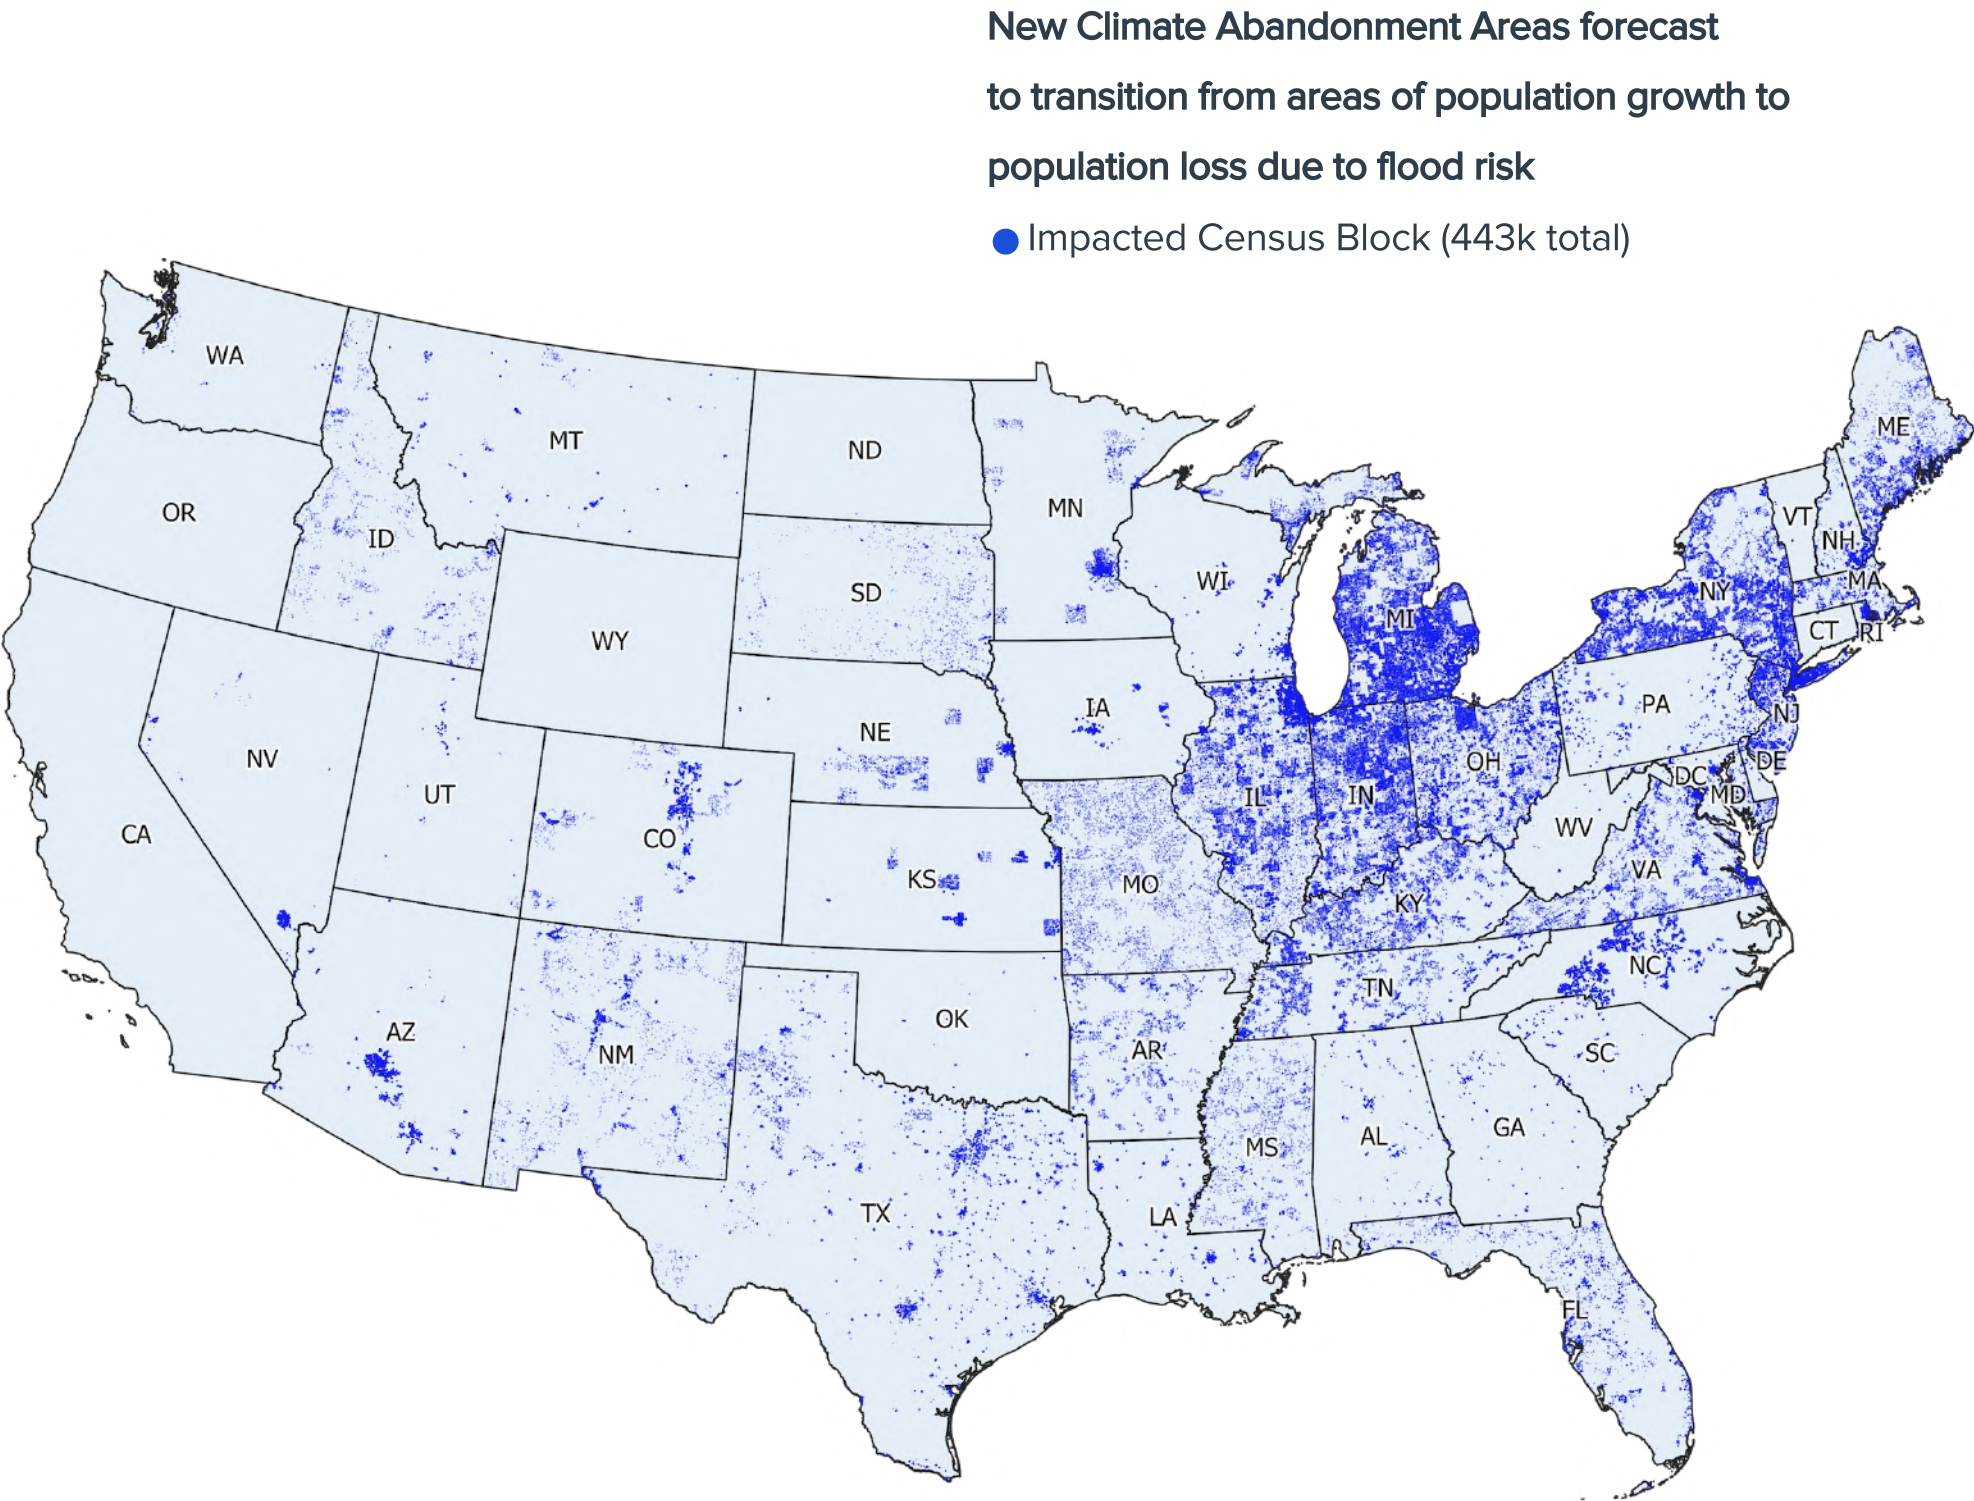 New Climate Abandonment Areas forecast
to transition from areas of population growth to
population loss due to flood risk
Impacted Census Block (443k total)
WA
MT
ND
MN
ME
OR
ID
SD
WI
MI
NY
VT
NH
MA
CT
RI
WY
IA
NE
PA
NJ
NV
UT
CO
IL
IN
OH
DE
DC
MD
CA
KS
MO
WV
VA
KY
NC
TN
AZ
NM
OK
AR
SC
MS
AL
GA
TX
LA
FL